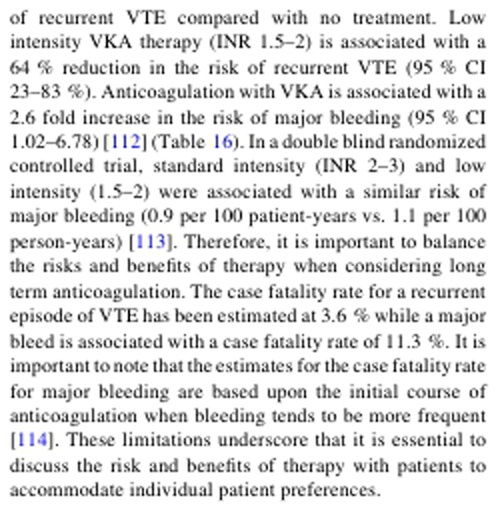 of recurrent VTE compared with no treatment. Low
intensity VKA therapy (INR 1.5–2) is associated with a
64 % reduction in the risk of recurrent VTE (95 % CI
23–83 %). Anticoagulation with VKA is associated with a
2.6 fold increase in the risk of major bleeding (95 % CI
1.02–6.78) [112] (Table 16). In a double blind randomized
controlled trial, standard intensity (INR 2–3) and low
intensity (1.5–2) were associated with a similar risk of
major bleeding (0.9 per 100 patient-years vs. 1.1 per 100
person-years) [113]. Therefore, it is important to balance
the risks and benefits of therapy when considering long
term anticoagulation. The case fatality rate for a recurrent
episode of VTE has been estimated at 3.6 % while a major
bleed is associated with a case fatality rate of 11.3 %. It is
important to note that the estimates for the case fatality rate
for major bleeding are based upon the initial course of
anticoagulation when bleeding tends to be more frequent
[114]. These limitations underscore that it is essential to
discuss the risk and benefits of therapy with patients to
accommodate individual patient preferences.